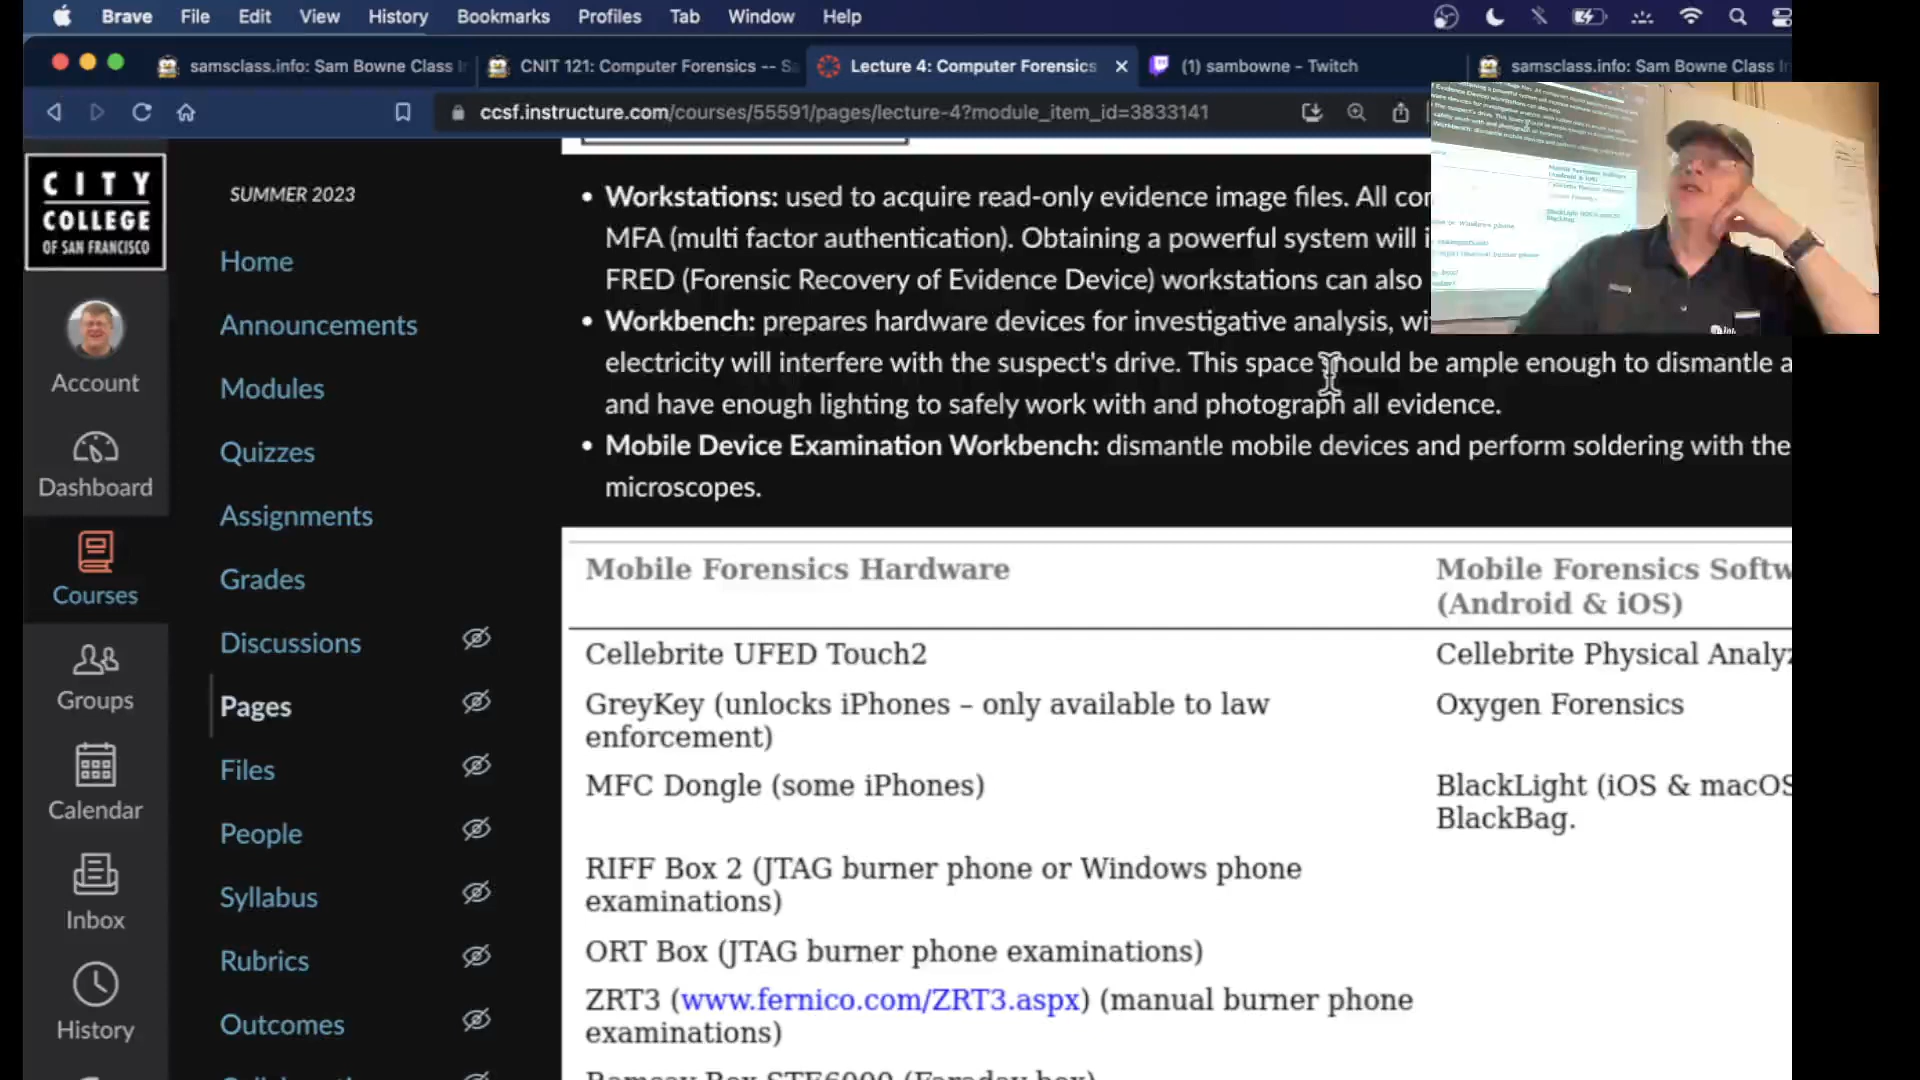 Brave File Edit View History Bookmarks Profiles Tab Window Help
samsclass.info: Sam Bowne Class I
CNIT 121: Computer Forensics -- S
Lecture 4: Computer Forensics
(1) sambowne - Twitch
samsclass.info: Sam Bowne Class I
ccsf.instructure.com/courses/55591/pages/lecture-4?module_item_id=3833141
CITY
COLLEGE
OF SAN FRANCISCO
Account
Dashboard
Courses
Groups
Calendar
Inbox
History
SUMMER 2023
Home
Announcements
Modules
Quizzes
Assignments
Grades
Discussions
Pages
Files
People
Syllabus
Rubrics
Outcomes
• Workstations: used to acquire read-only evidence image files. All
MFA (multi factor authentication). Obtaining a powerful system will
FRED (Forensic Recovery of Evidence Device) workstations can also
• Workbench: prepares hardware devices for investigative analysis,
electricity will interfere with the suspect's drive. This space should be ample enough to dismantle
and have enough lighting to safely work with and photograph all evidence.
• Mobile Device Examination Workbench: dismantle mobile devices and perform soldering with the
microscopes.
Mobile Forensics Hardware
Mobile Forensics Softw
(Android & iOS)
Cellebrite UFED Touch2
Cellebrite Physical Analy
GreyKey (unlocks iPhones – only available to law
enforcement)
Oxygen Forensics
MFC Dongle (some iPhones)
BlackLight (iOS & macOS
BlackBag.
RIFF Box 2 (JTAG burner phone or Windows phone
examinations)
ORT Box (JTAG burner phone examinations)
ZRT3 (www.fernico.com/ZRT3.aspx) (manual burner phone
examinations)